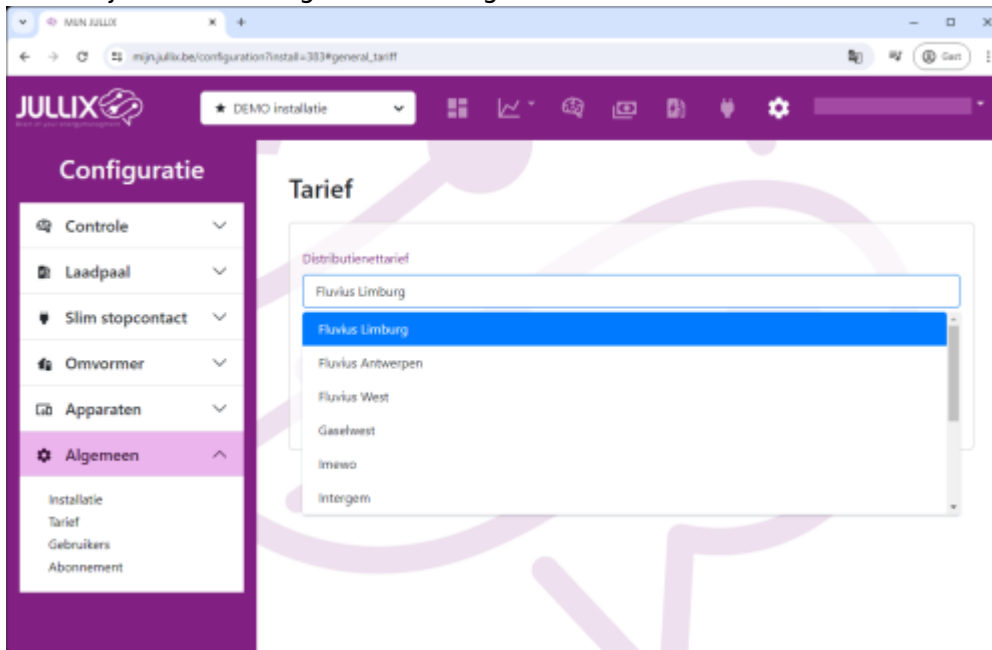 MIJN JULLIX
mijn.jullix.be/configuration?install=383#general_tariff
Gast
JULLIX
DEMO installatie
Configuratie
Tarief
Controle
Laadpaal
Slim stopcontact
Omvormer
Apparaten
Algemeen
Installatie
Tarief
Gebruikers
Abonnement
Distributienettarief
Fluvius Limburg
Fluvius Limburg
Fluvius Antwerpen
Fluvius West
Gaselwest
Imewo
Intergem